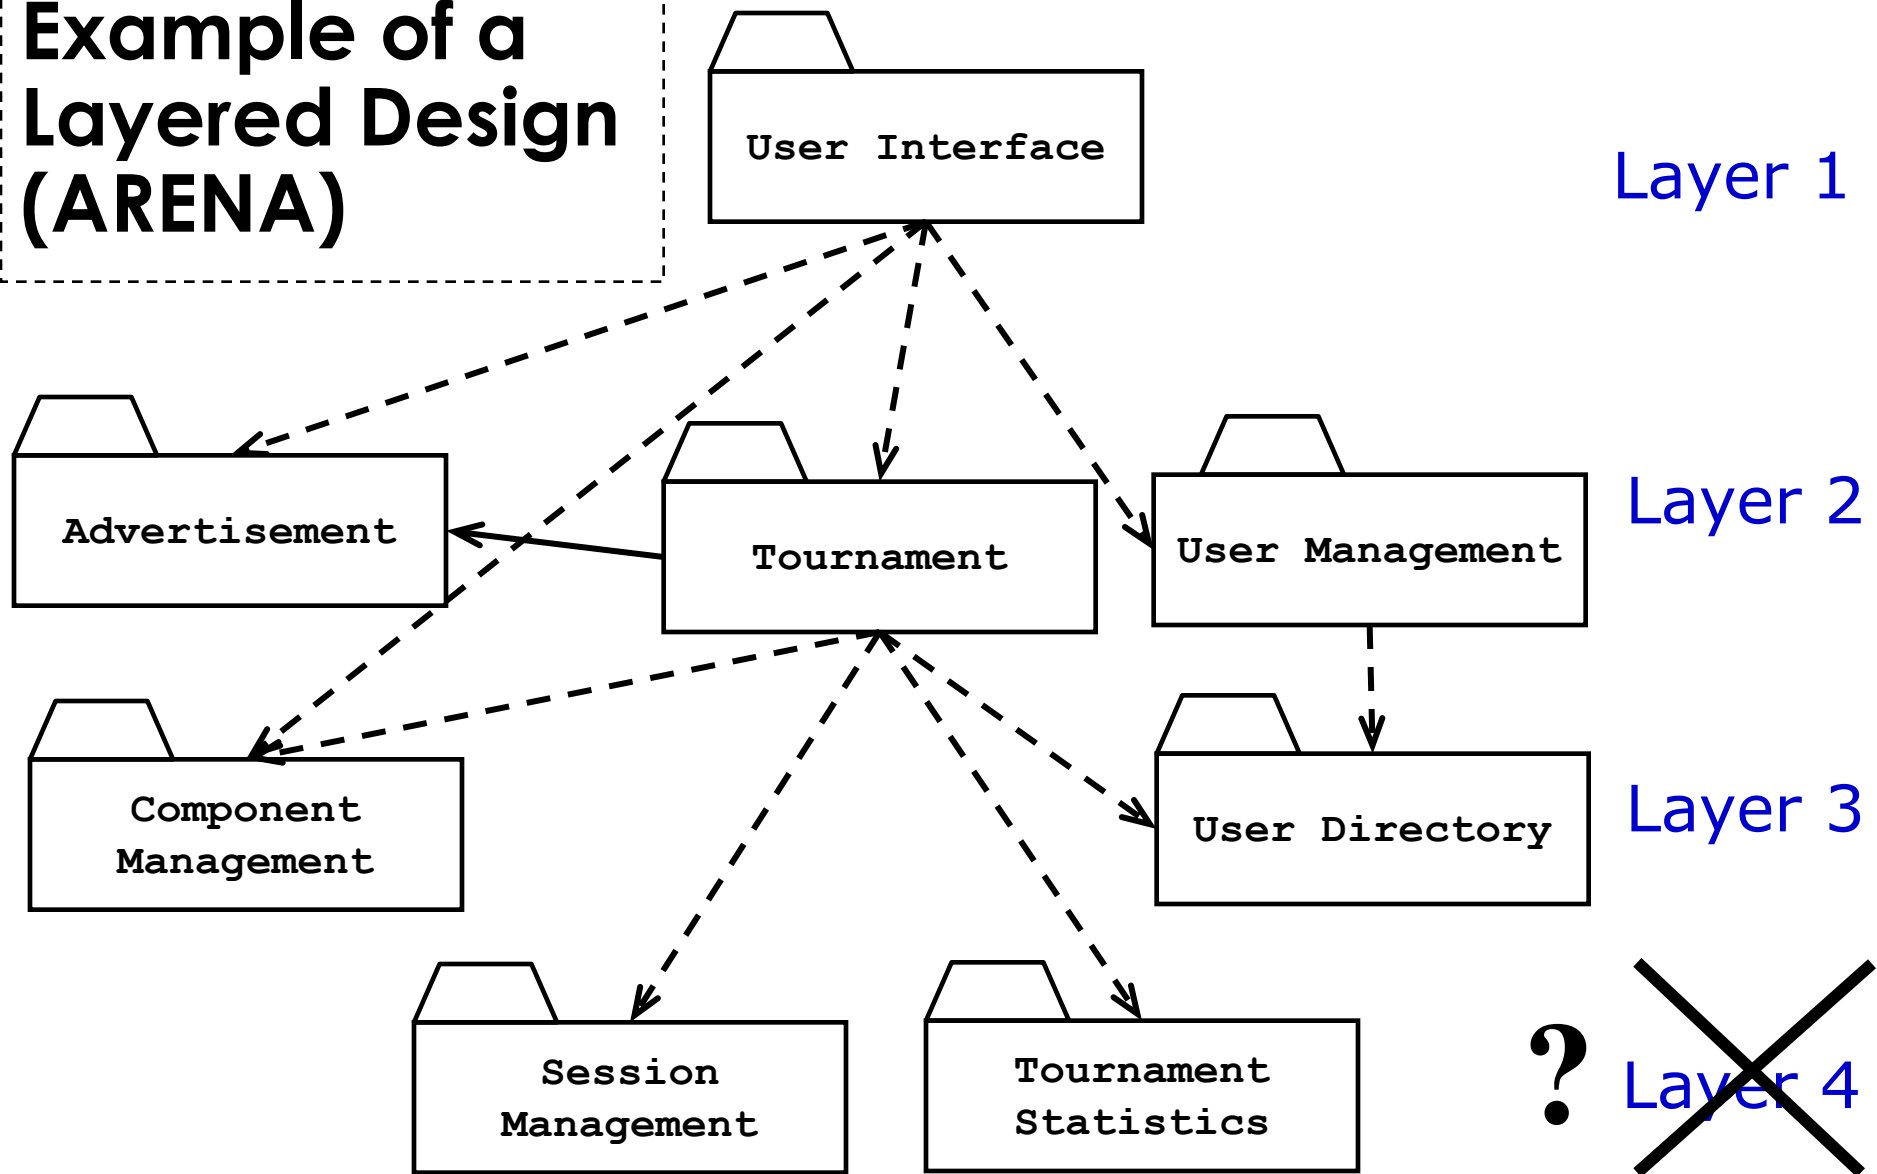 Example of a
Layered Design
(ARENA)
User Interface
Layer 1
Advertisement
Tournament
User Management
Layer 2
Component
Management
User Directory
Layer 3
Session
Management
Tournament
Statistics
?
Layer 4